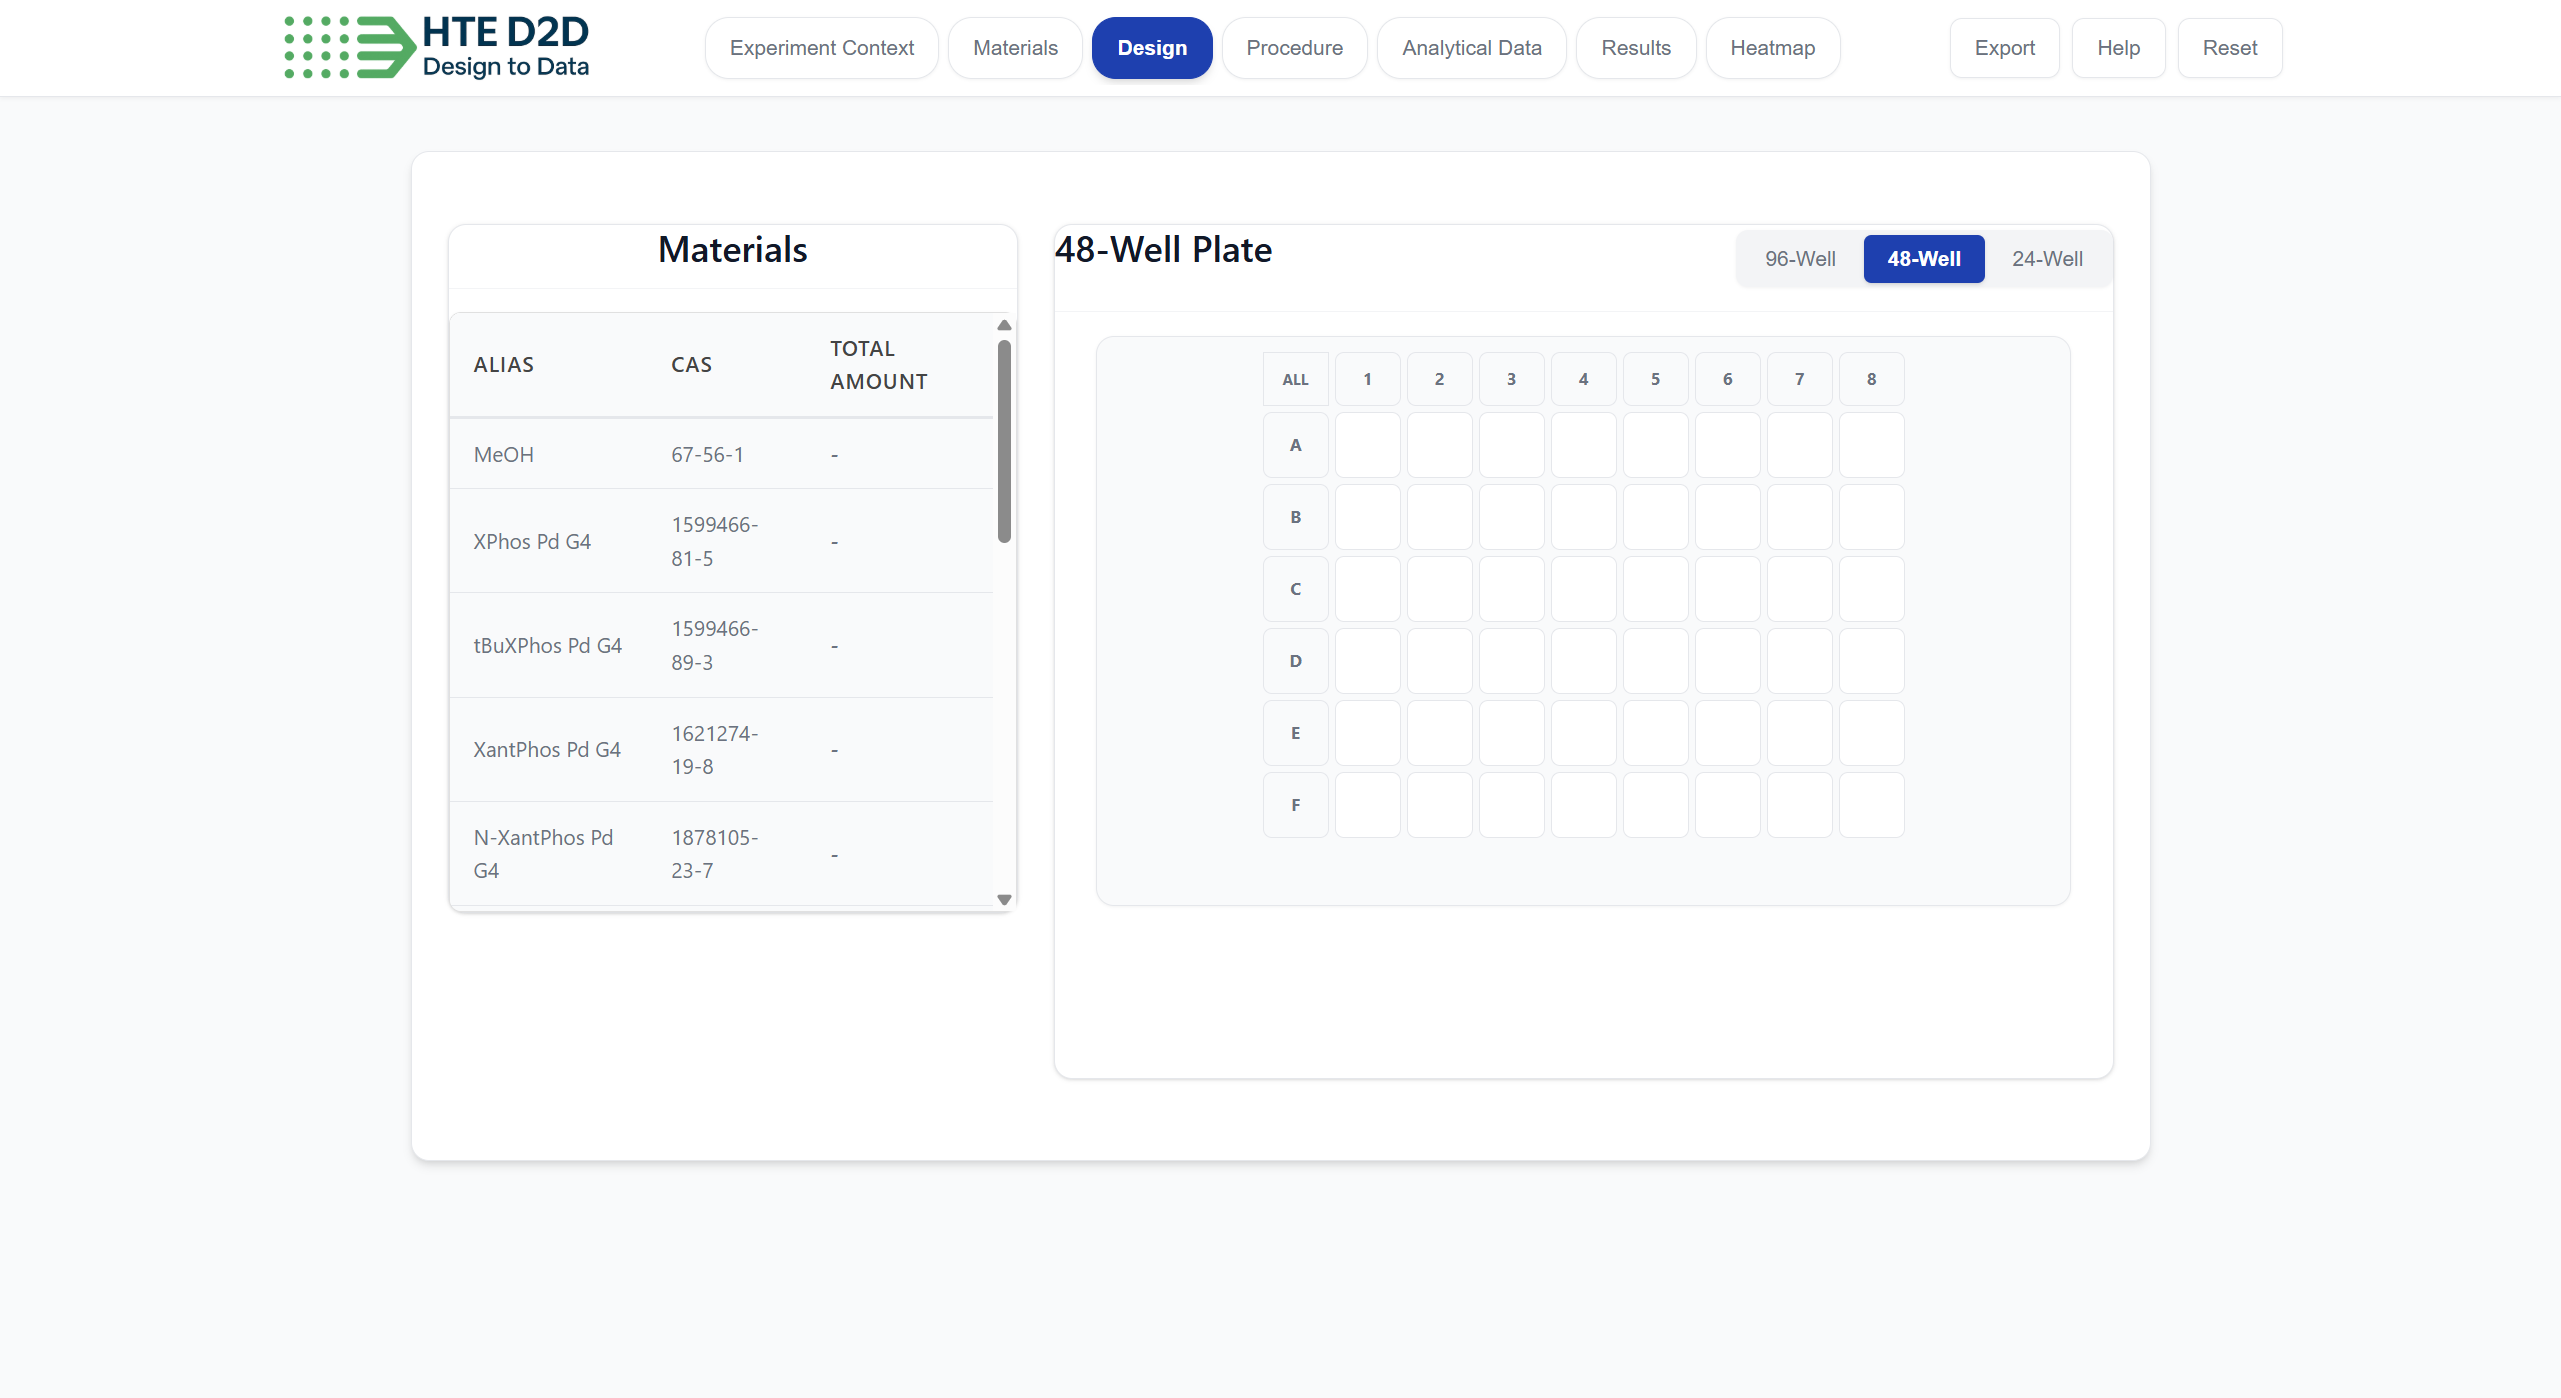 HTE D2D
Design to Data
Experiment Context
Materials
Design
Procedure
Analytical Data
Results
Heatmap
Export
Help
Reset
Materials
ALIAS
CAS
TOTAL
AMOUNT
MeOH
67-56-1
-
XPhos Pd G4
1599466-
81-5
-
tBuXPhos Pd G4
1599466-
89-3
-
XantPhos Pd G4
1621274-
19-8
-
N-XantPhos Pd
G4
1878105-
23-7
-
48-Well Plate
96-Well
48-Well
24-Well
ALL
1
2
3
4
5
6
7
8
A
B
C
D
E
F